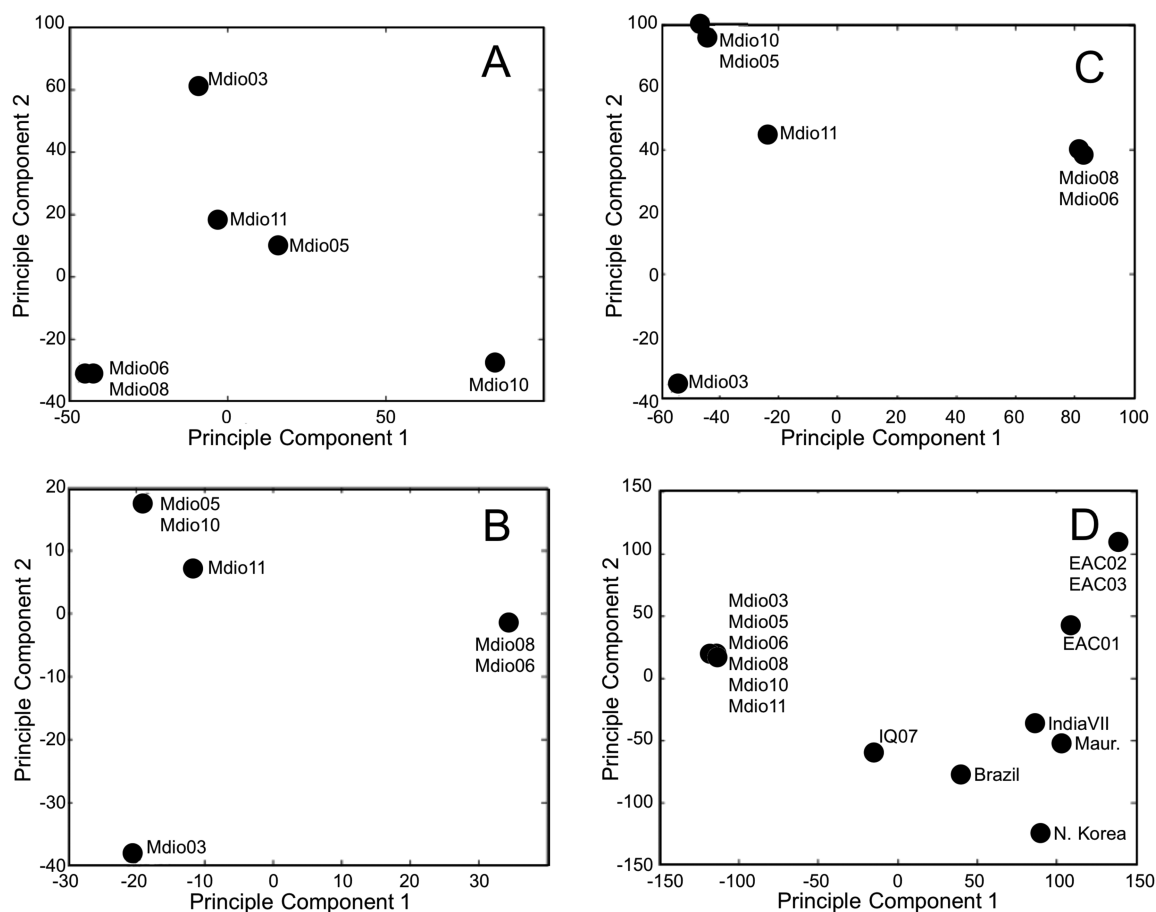 A
Principle Component 2
100
80
60
40
20
0
-20
-40
Mdio03
Mdio11
Mdio05
Mdio06
Mdio08
Mdio10
-50
0
50
Principle Component 1
C
Principle Component 2
100
80
60
40
20
0
-20
-40
Mdio10
Mdio05
Mdio11
Mdio08
Mdio06
Mdio03
-60
-40
-20
0
20
40
60
80
100
Principle Component 1
B
Principle Component 2
20
10
0
-10
-20
-30
-40
Mdio05
Mdio10
Mdio11
Mdio08
Mdio06
Mdio03
-30
-20
-10
0
10
20
30
Principle Component 1
D
Principle Component 2
150
100
50
0
-50
-100
-150
EAC02
EAC03
Mdio03
Mdio05
Mdio06
Mdio08
Mdio10
Mdio11
EAC01
IndiaVII
IQ07
Maur.
Brazil
N. Korea
-150
-100
-50
0
50
100
150
Principle Component 1